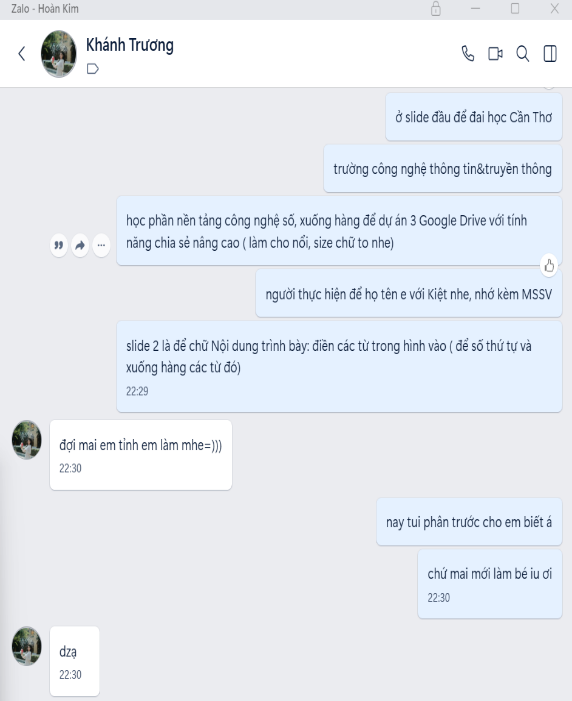 Zalo - Hoàn Kim
Khánh Trương
ở slide đầu để đai học Cần Thơ
trường công nghệ thông tin&truyền thông
học phần nền tảng công nghệ số, xuống hàng để dự án 3 Google Drive với tính
năng chia sẻ nâng cao ( làm cho nổi, size chữ to nhe)
người thực hiện để họ tên e với Kiệt nhe, nhớ kèm MSSV
slide 2 là để chữ Nội dung trình bày: điền các từ trong hình vào ( để số thứ tự và
xuống hàng các từ đó)
22:29
đợi mai em tỉnh em làm mhe=)))
22:30
nay tui phân trước cho em biết á
chứ mai mới làm bé iu ơi
22:30
dzạ
22:30